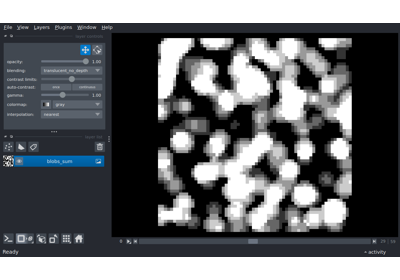 File View Layers Plugins Window Help
opacity: 1.00
blending: translucent_no_depth
contrast limits:
auto-contrast: once continuous
gamma: 1.00
colormap: gray
interpolation: nearest
blobs_sum
Ready
activity